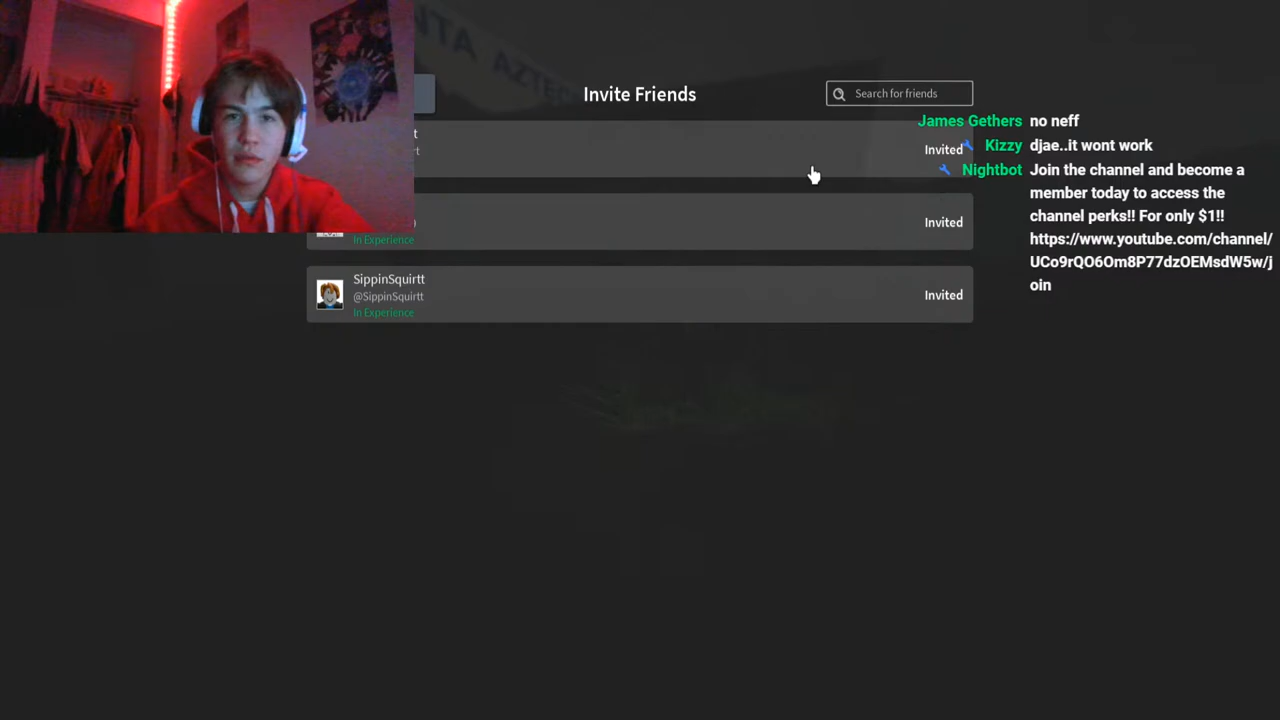 Invite Friends
Search for friends
Invited
Invited
In Experience
SippinSquirtt
@SippinSquirtt
In Experience
Invited
James Gethers no neff
Kizzy djae..it wont work
Nightbot Join the channel and become a
member today to access the
channel perks!! For only $1!!
https://www.youtube.com/channel/
UCo9rQO6Om8P77dzOEMsdW5w/j
oin